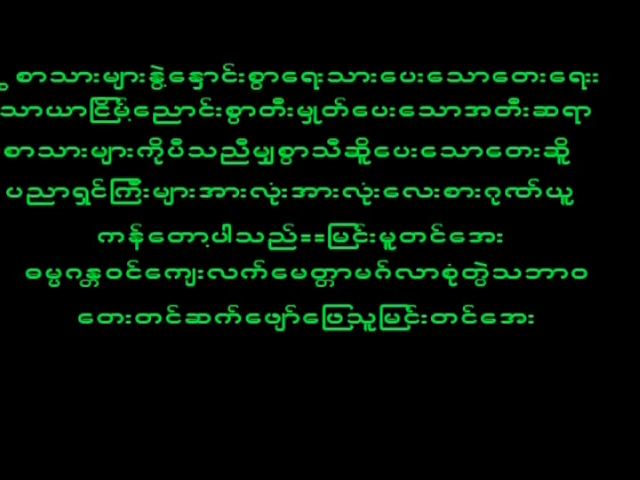 စာသားများနွဲ့နှောင်းစွာရေးသားပေးသောတေးရေး
သာယာငြိမ့်ညောင်းစွာတီးမှုတ်ပေးသောအတီးဆရာ
စာသားများကိုပီသညီမျှစွာသီဆိူပေးသောတေးဆိူ
ပညာရှင်ကြီးများအားလုံးအားလုံးလေးစားဂုဏ်ယူ
ကန်တော့ပါသည်==မြင်းမူတင်အေး
ဓမ္မဂန္တဝင်ကျေးလက်မေတ္တာမဂ်လာစုံတွဲသဘာဝ
တေးတင်ဆက်ဖျော်ဖြေသူမြင်းတင်အေး